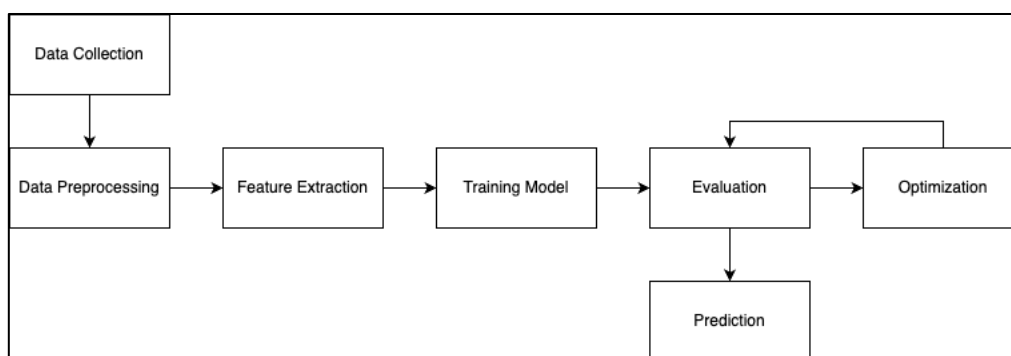 Data Collection
Data Preprocessing
Feature Extraction
Training Model
Evaluation
Optimization
Prediction